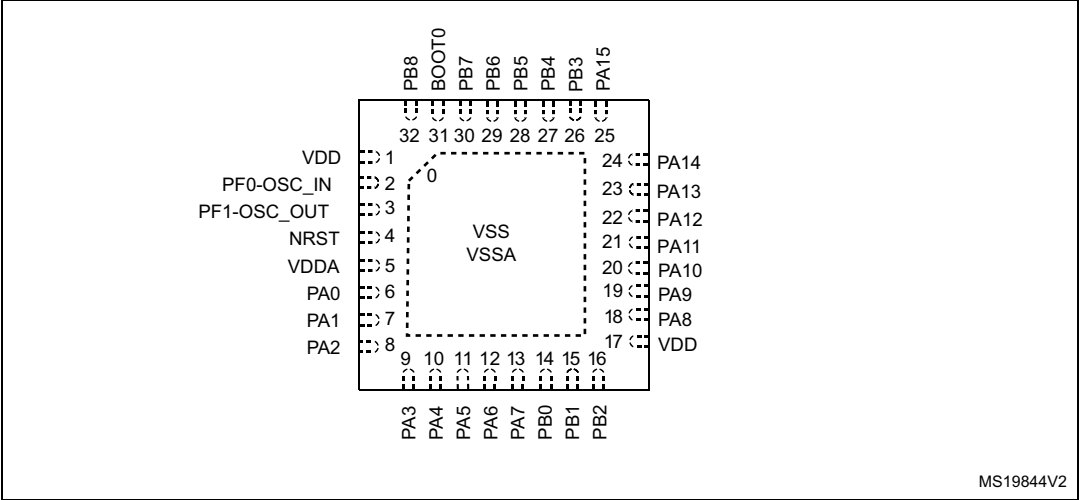 PB8
BOOT0
PB7
PB6
PB5
PB4
PB3
PA15
32 31 30 29 28 27 26 25
VDD 1
PF0-OSC_IN 2
PF1-OSC_OUT 3
NRST 4
VDDA 5
PA0 6
PA1 7
PA2 8
0
VSS
VSSA
24 PA14
23 PA13
22 PA12
21 PA11
20 PA10
19 PA9
18 PA8
17 VDD
9 10 11 12 13 14 15 16
PA3
PA4
PA5
PA6
PA7
PB0
PB1
PB2
MS19844V2